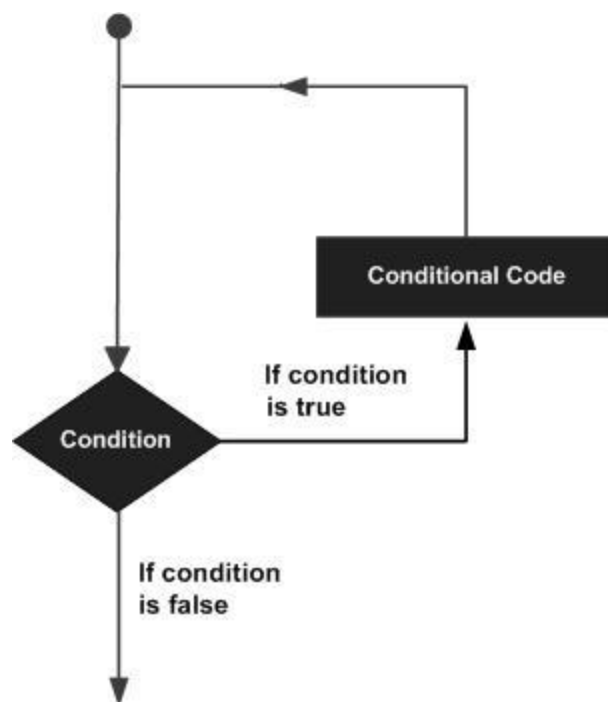 Conditional Code
If condition
is true
Condition
If condition
is false